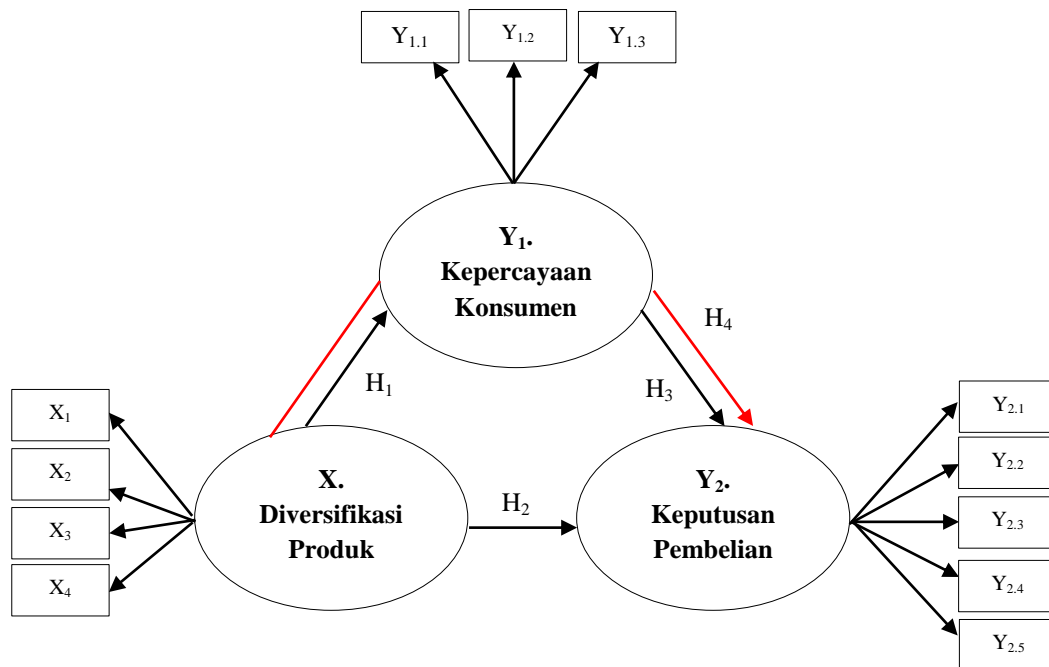 Y1.1 Y1.2 Y1.3
Y1.
Kepercayaan
Konsumen
H4
H1
H3
X1
X2
X3
X4
X.
Diversifikasi
Produk
H2
Y2.
Keputusan
Pembelian
Y2.1
Y2.2
Y2.3
Y2.4
Y2.5